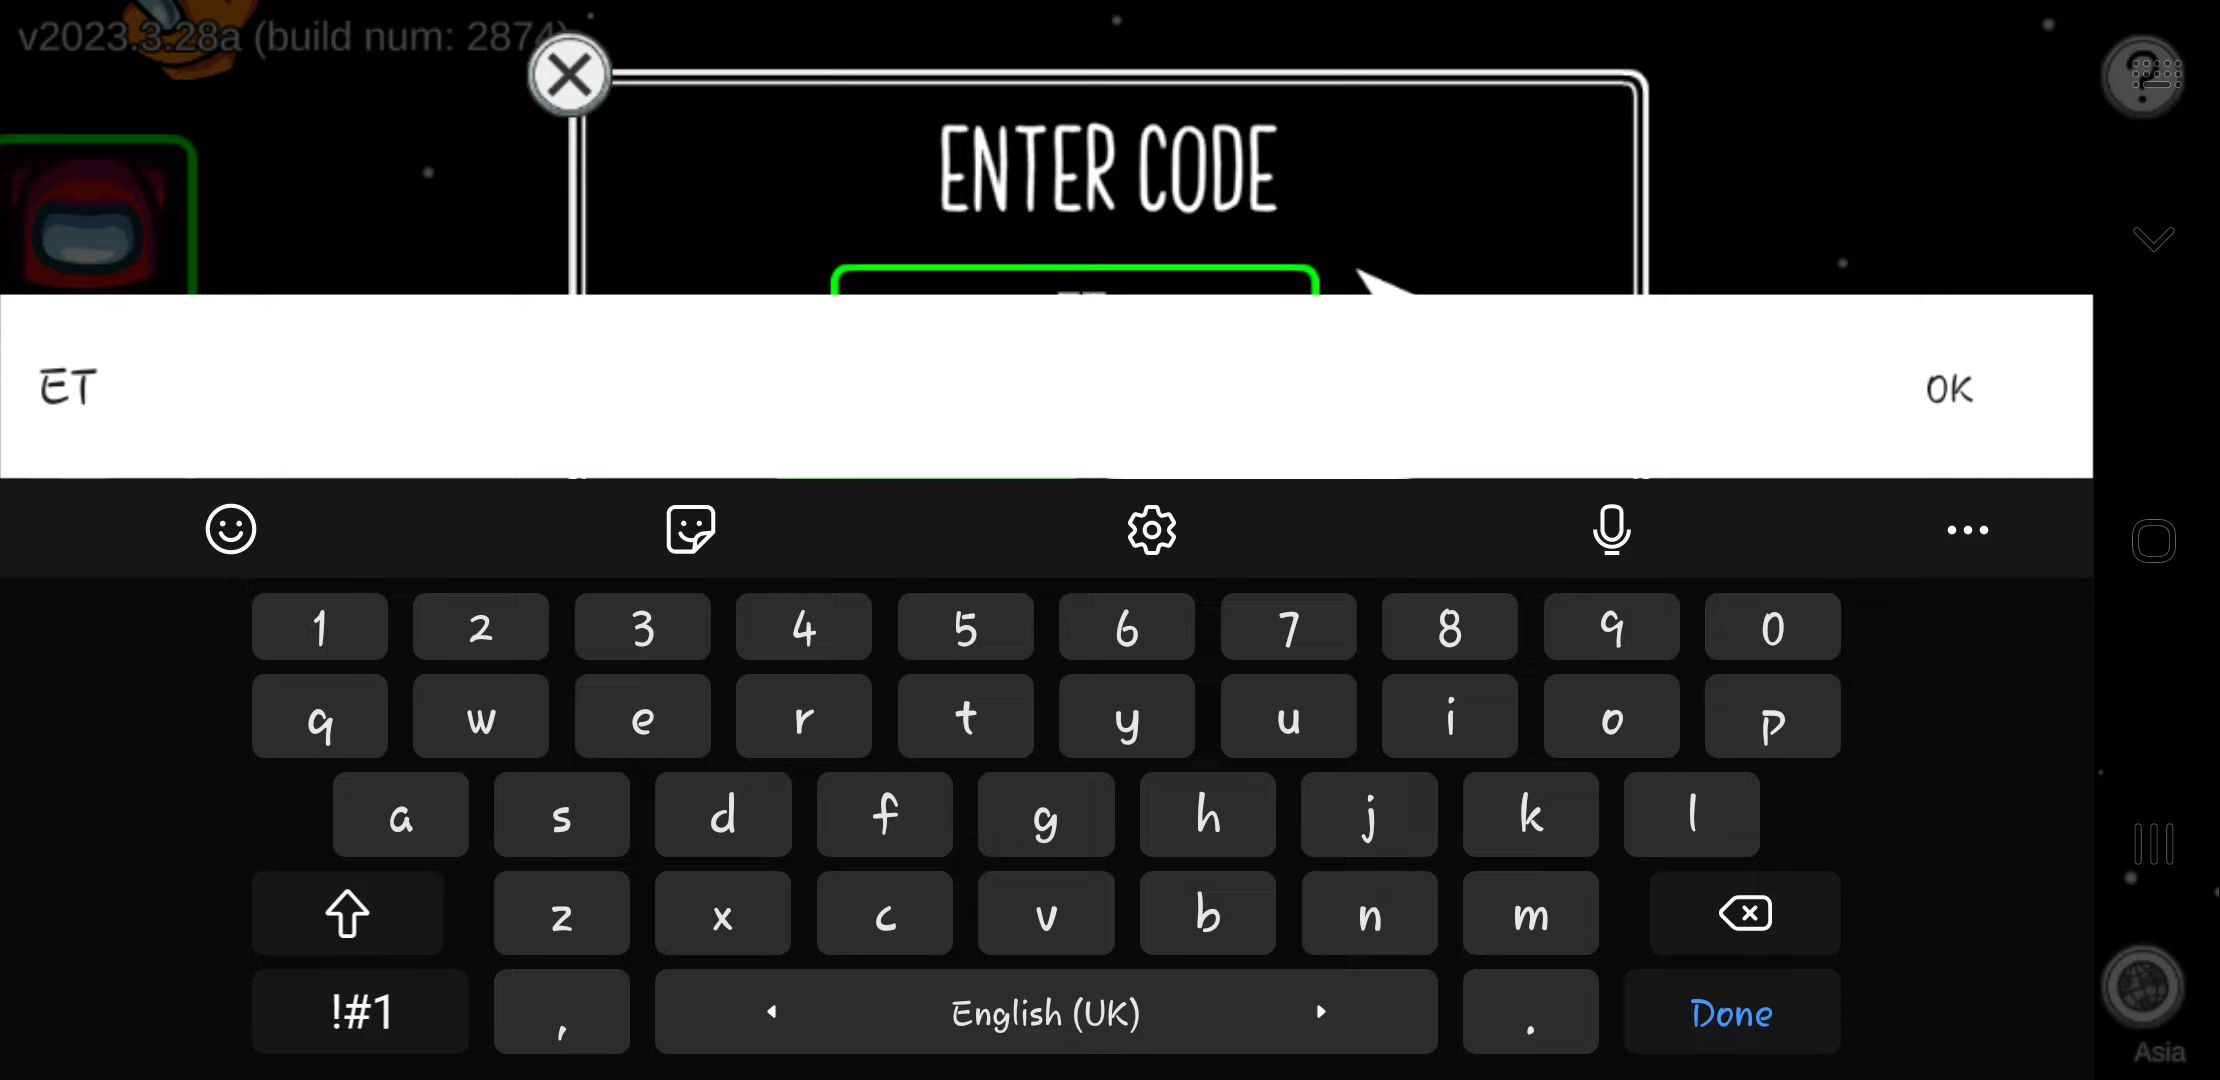 v2023.3.28a (build num: 2874)
ENTER CODE
ET
OK
1 2 3 4 5 6 7 8 9 0
q w e r t y u i o p
a s d f g h j k l
z x c v b n m
!#1 , English (UK) . Done
Asia